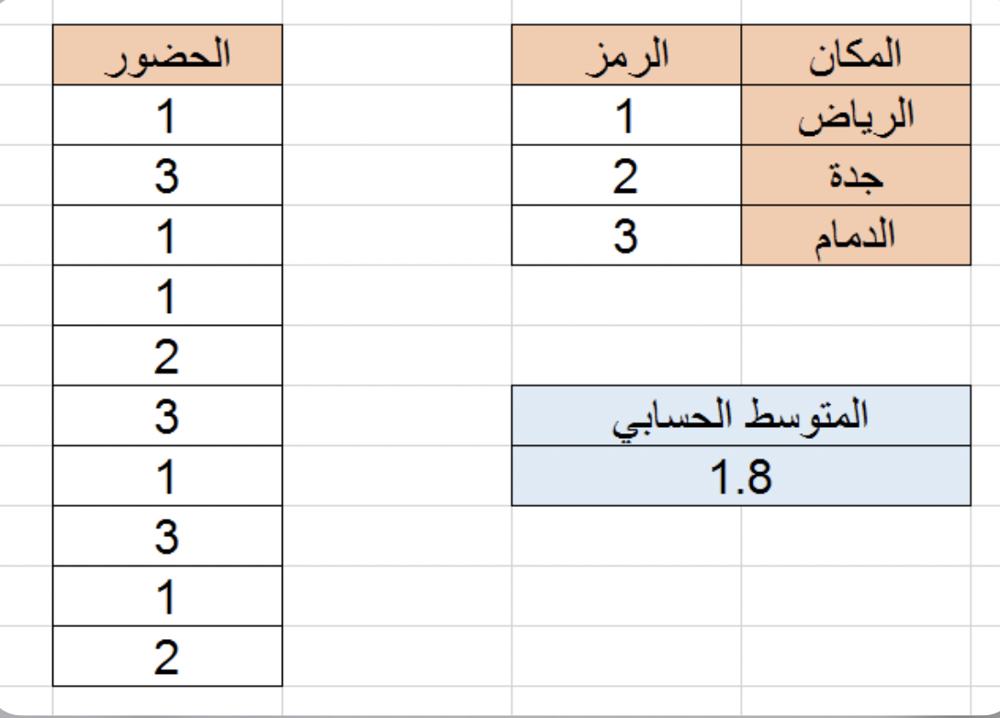 المكان الرمز الحضور
الرياض 1 1
جدة 2 3
الدمام 3 1
1
2
المتوسط الحسابي 3
1.8 1
3
1
2